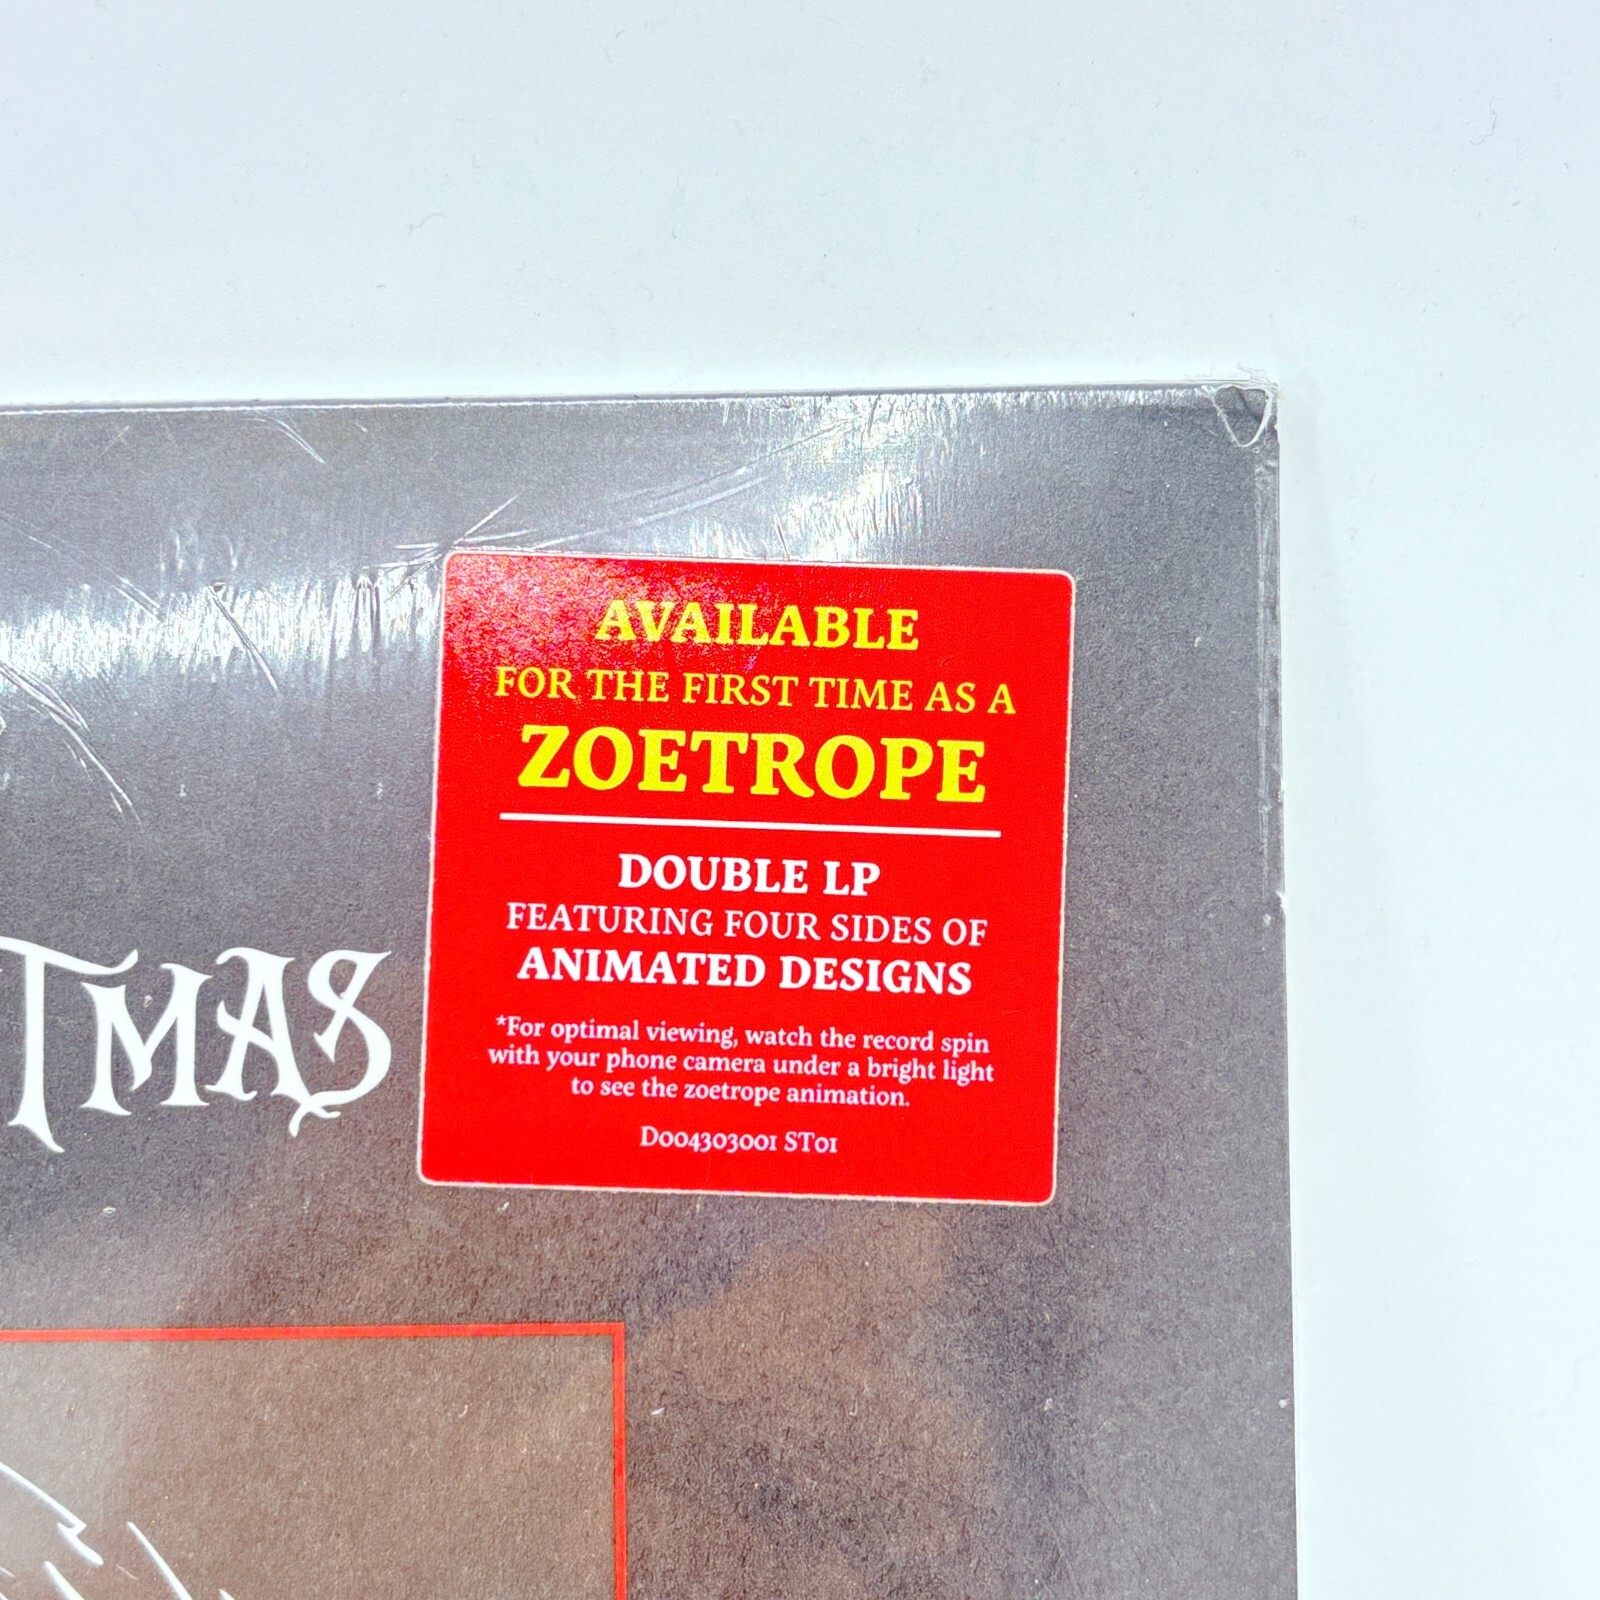 AVAILABLE
FOR THE FIRST TIME AS A
ZOETROPE
DOUBLE LP
FEATURING FOUR SIDES OF
ANIMATED DESIGNS
*For optimal viewing, watch the record spin
with your phone camera under a bright light
to see the zoetrope animation.
D004303001 ST01
TMAS